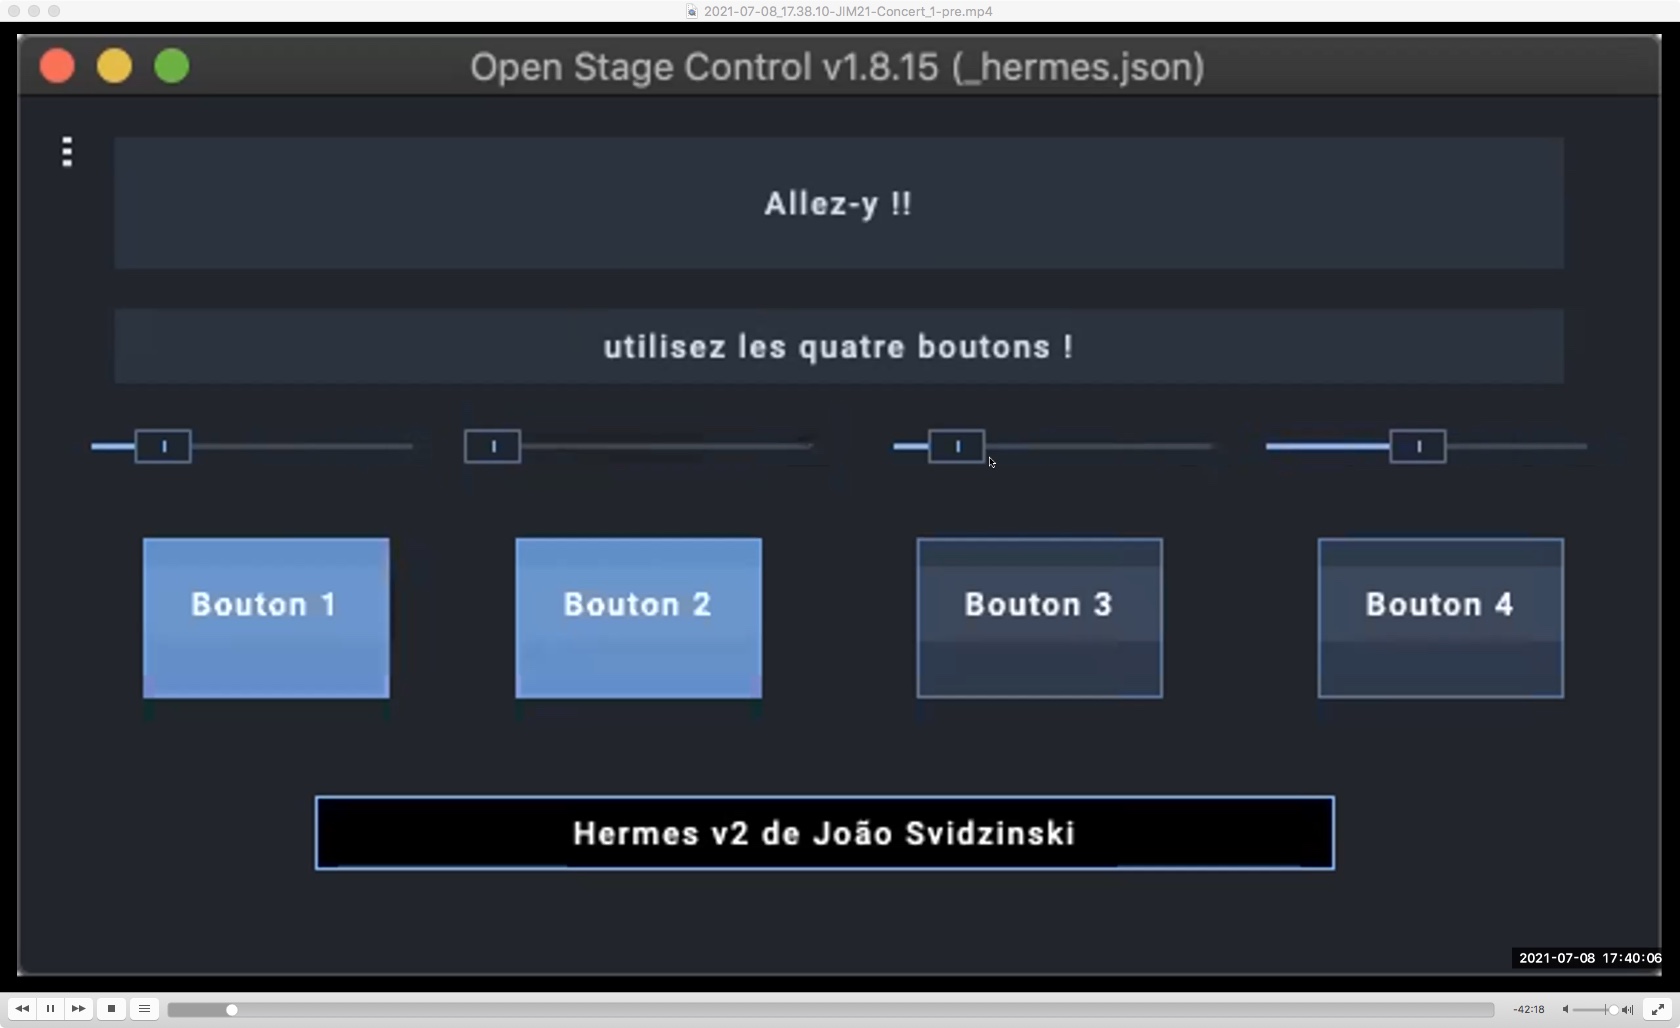 2021-07-08_17.38.10-JIM21-Concert_1-pre.mp4
Open Stage Control v1.8.15 (_hermes.json)
Allez-y !!
utilisez les quatre boutons !
Bouton 1 Bouton 2 Bouton 3 Bouton 4
Hermes v2 de João Svidzinski
2021-07-08 17:40:06
-42:18